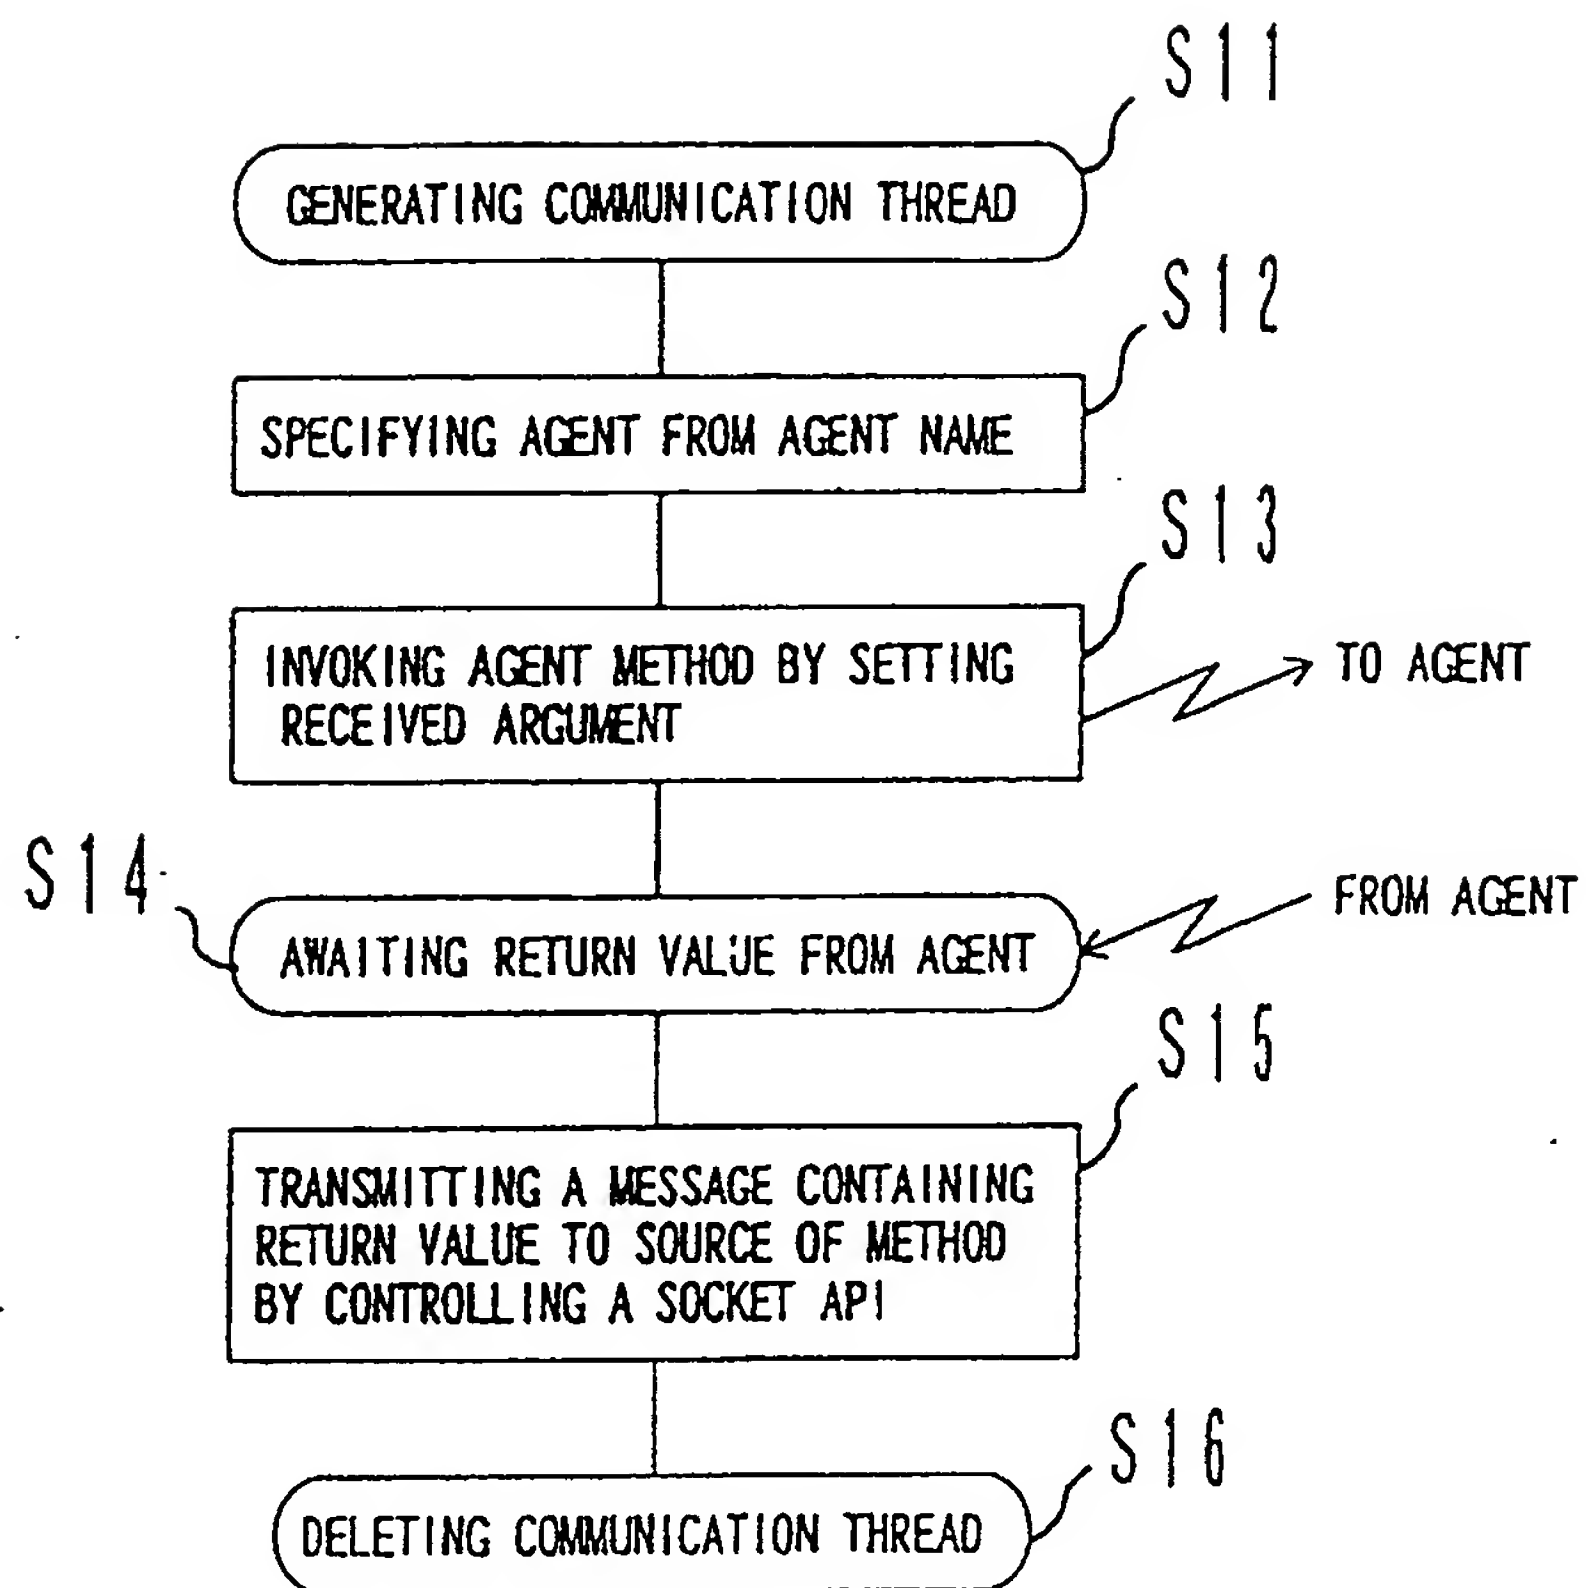 S11
GENERATING COMMUNICATION THREAD
S12
SPECIFYING AGENT FROM AGENT NAME
S13
INVOKING AGENT METHOD BY SETTING
RECEIVED ARGUMENT
TO AGENT
S14
AWAITING RETURN VALUE FROM AGENT
FROM AGENT
S15
TRANSMITTING A MESSAGE CONTAINING
RETURN VALUE TO SOURCE OF METHOD
BY CONTROLLING A SOCKET API
S16
DELETING COMMUNICATION THREAD